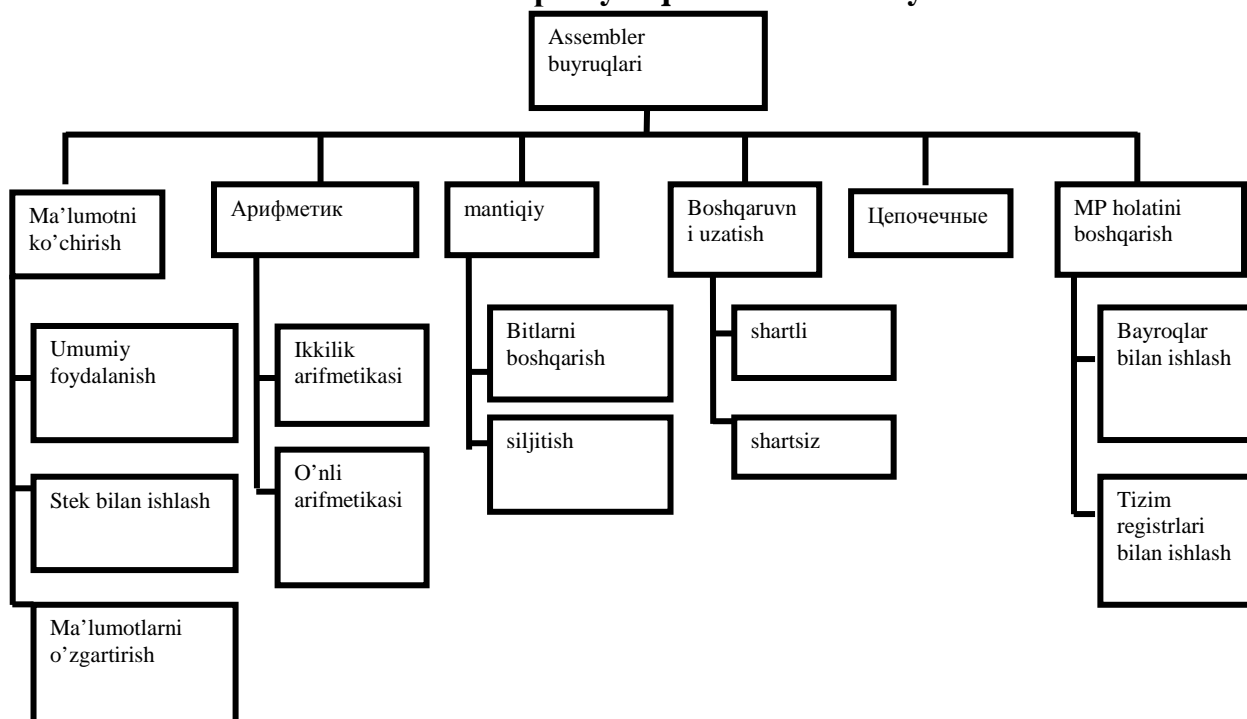 Assembler
buyruqlari
Ma’lumotni
ko’chirish
Арифметик
mantiqiy
Boshqaruvn
i uzatish
Цепочечные
MP holatini
boshqarish
Umumiy
foydalanish
Stek bilan ishlash
Ma’lumotlarni
o’zgartirish
Ikkilik
arifmetikasi
O’nli
arifmetikasi
Bitlarni
boshqarish
siljitish
shartli
shartsiz
Bayroqlar
bilan ishlash
Tizim
registrlari
bilan ishlash